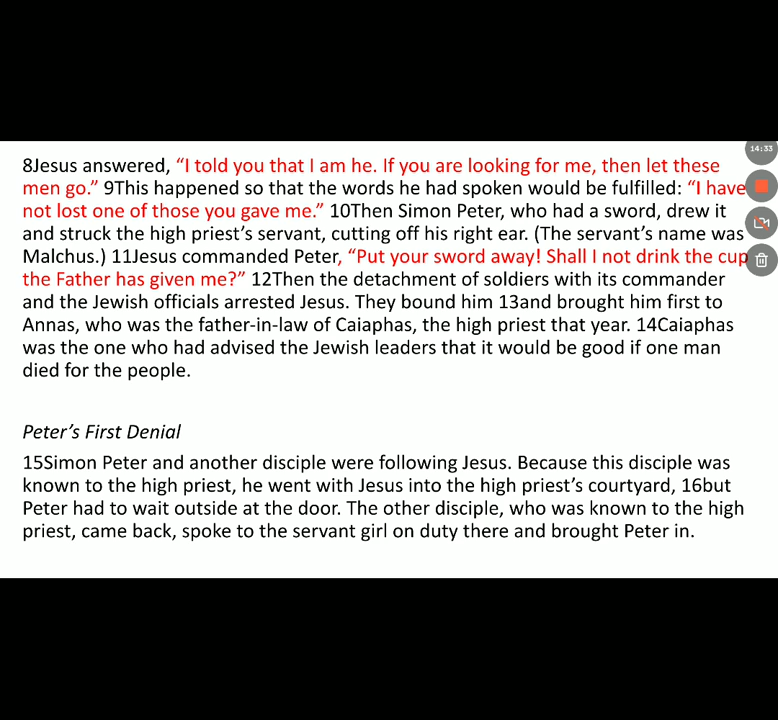 14:33
8Jesus answered, “I told you that I am he. If you are looking for me, then let these
men go.” 9This happened so that the words he had spoken would be fulfilled: “I have
not lost one of those you gave me.” 10Then Simon Peter, who had a sword, drew it
and struck the high priest’s servant, cutting off his right ear. (The servant’s name was
Malchus.) 11Jesus commanded Peter, “Put your sword away! Shall I not drink the cup
the Father has given me?” 12Then the detachment of soldiers with its commander
and the Jewish officials arrested Jesus. They bound him 13and brought him first to
Annas, who was the father-in-law of Caiaphas, the high priest that year. 14Caiaphas
was the one who had advised the Jewish leaders that it would be good if one man
died for the people.
Peter’s First Denial
15Simon Peter and another disciple were following Jesus. Because this disciple was
known to the high priest, he went with Jesus into the high priest’s courtyard, 16but
Peter had to wait outside at the door. The other disciple, who was known to the high
priest, came back, spoke to the servant girl on duty there and brought Peter in.